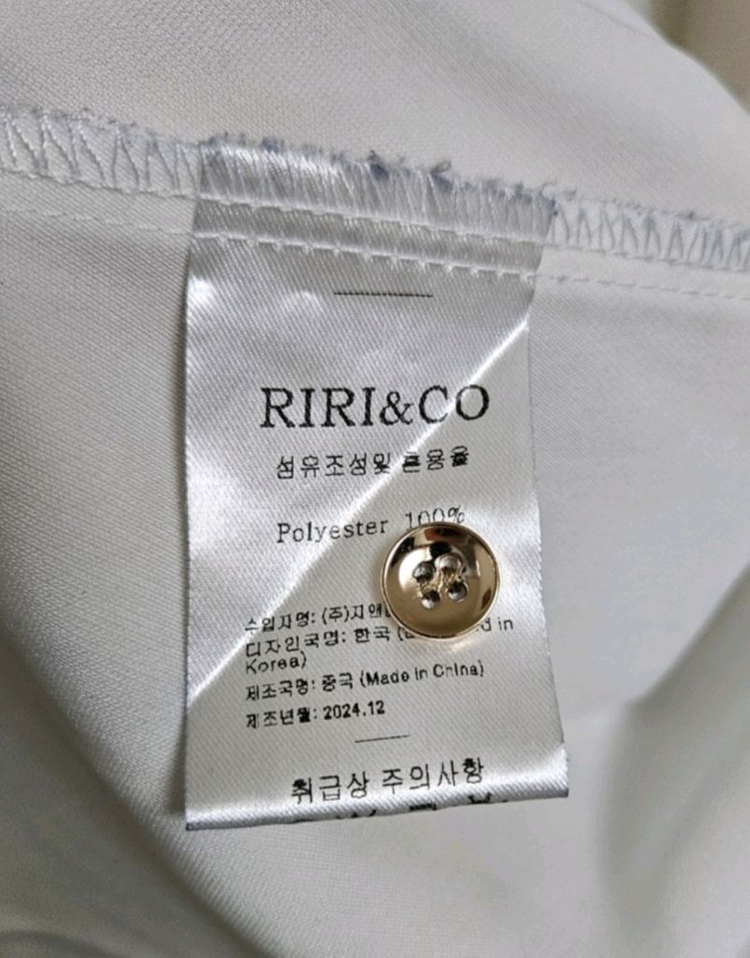 RIRI&CO
섬유조성및 혼용율
Polyester 100%
수입자명: (주)지앤
디자인국명: 한국 ( in
Korea)
제조국명: 중국 (Made in China)
제조년월: 2024.12
취급상 주의사항